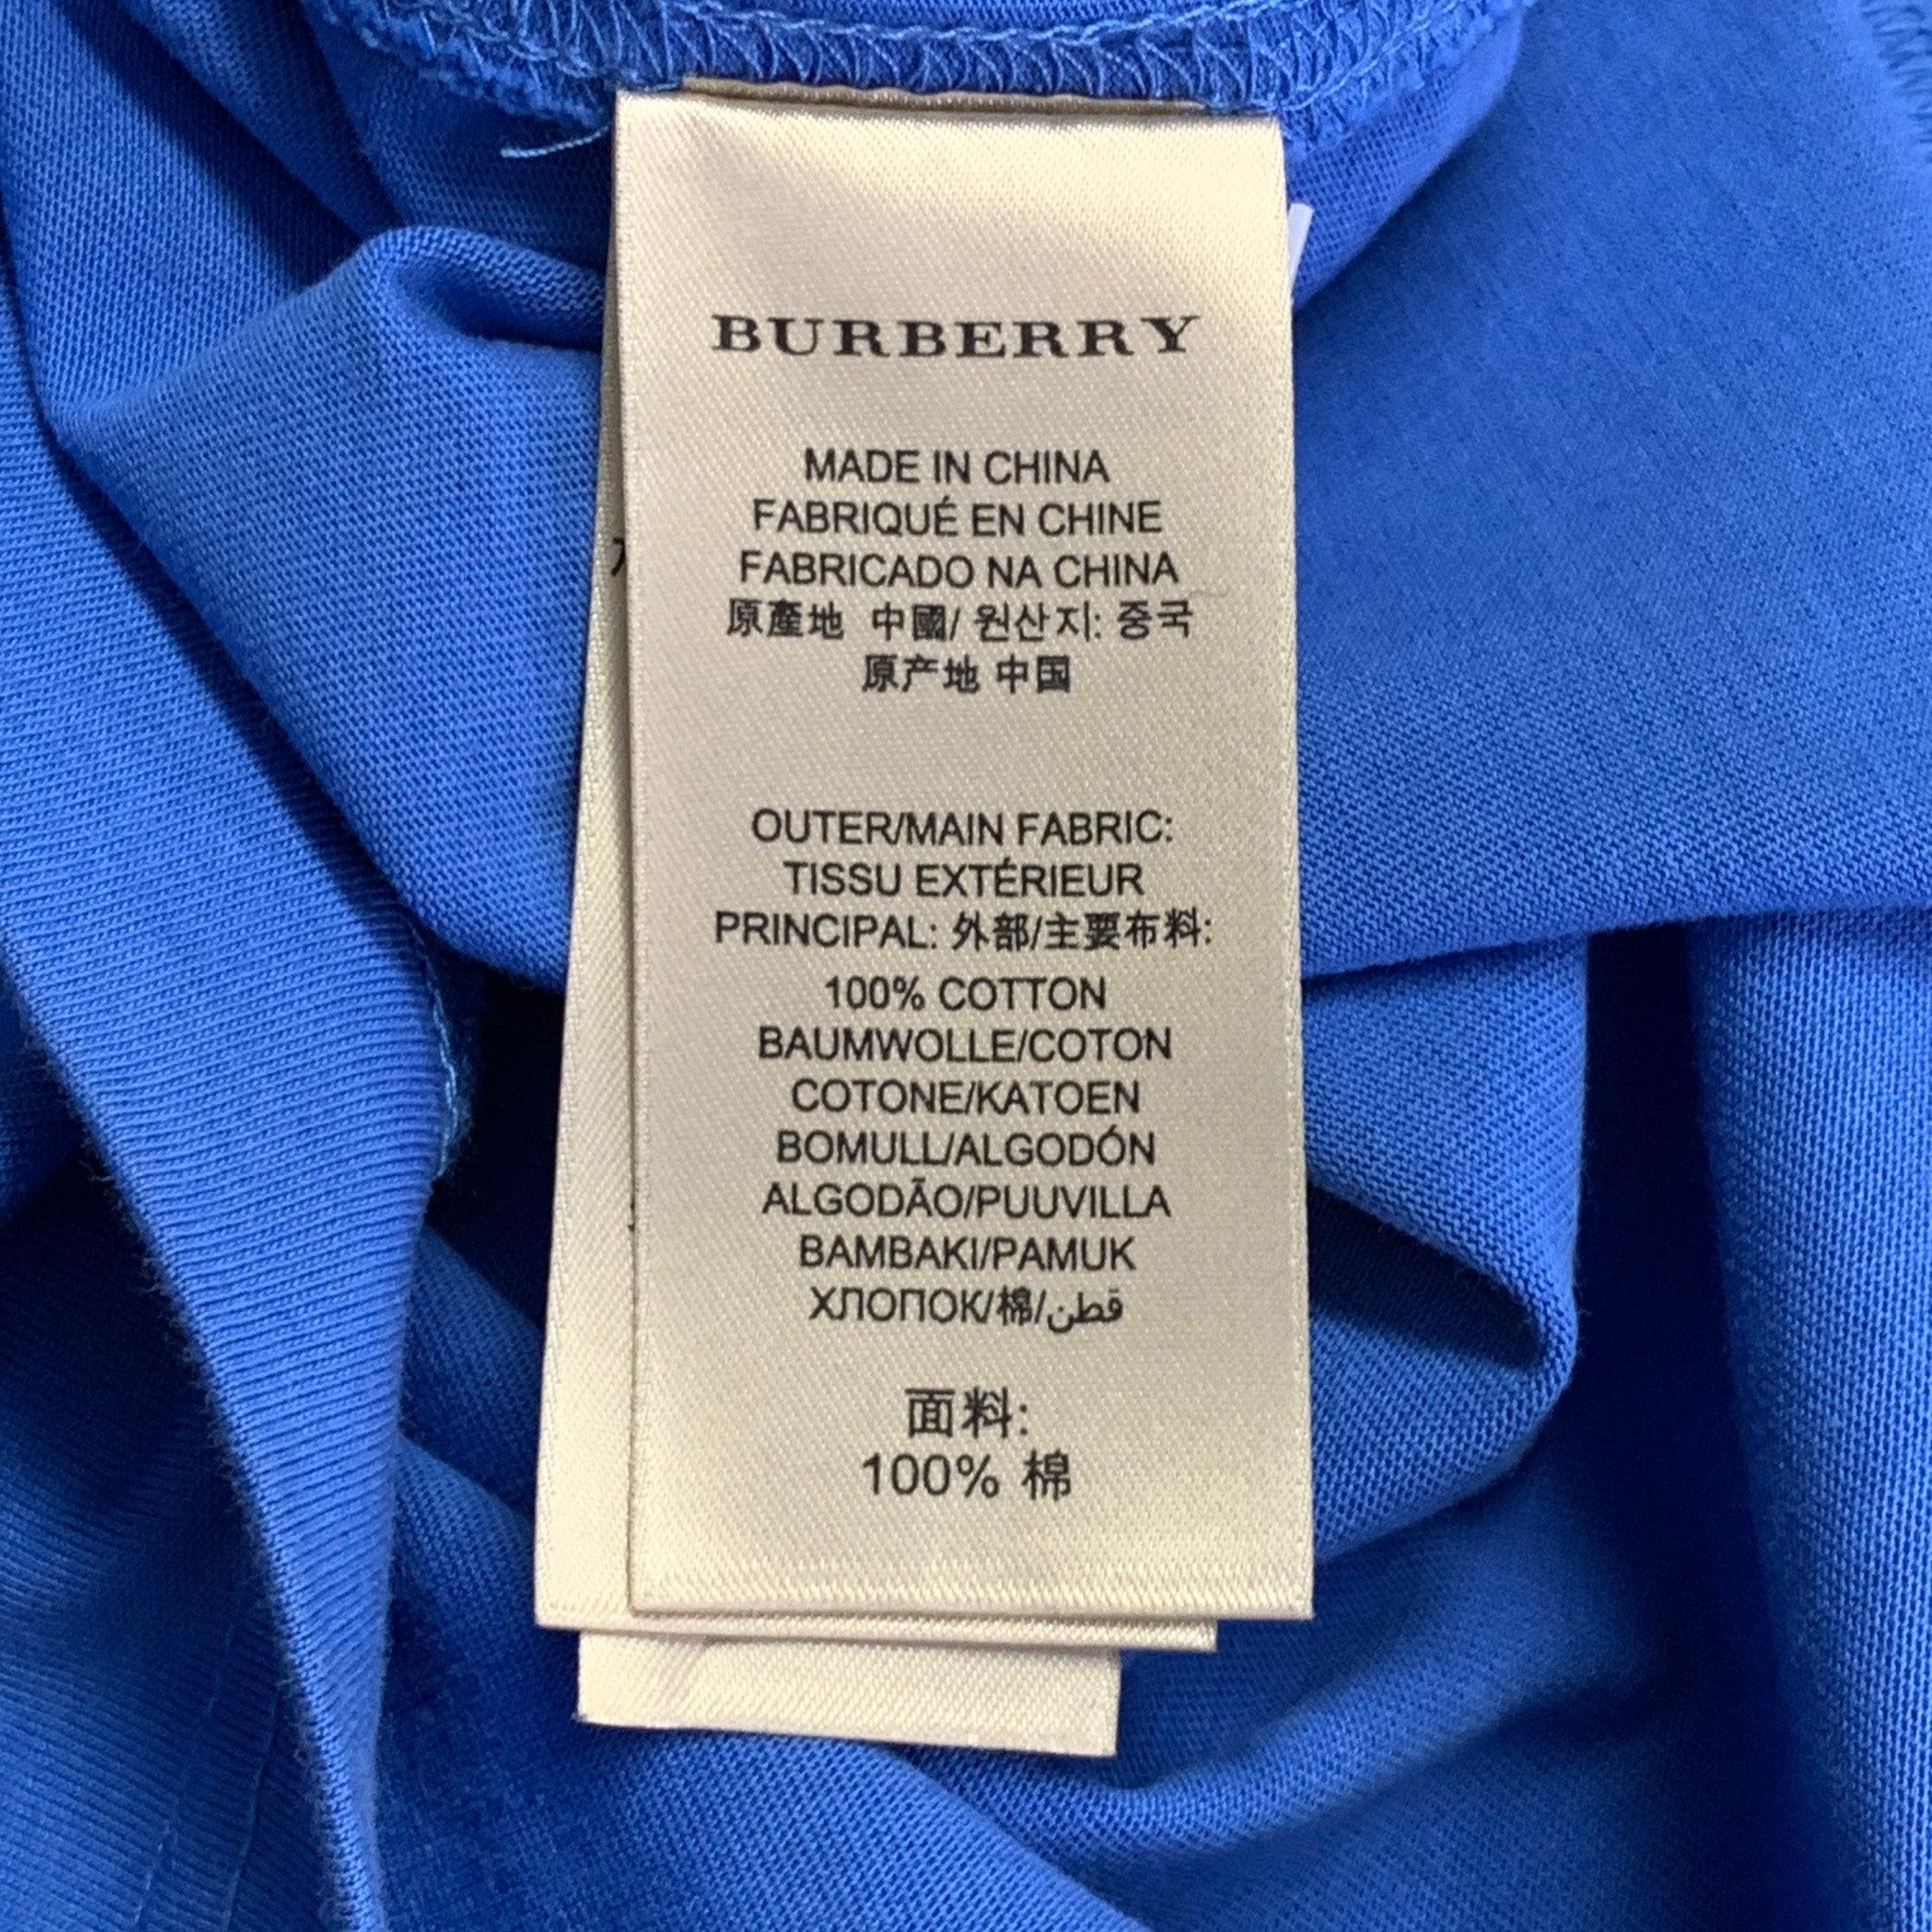 BURBERRY
MADE IN CHINA
FABRIQUÉ EN CHINE
FABRICADO NA CHINA
原產地 中國/ 원산지: 중국
原产地 中国
OUTER/MAIN FABRIC:
TISSU EXTÉRIEUR
PRINCIPAL: 外部/主要布料:
100% COTTON
BAUMWOLLE/COTON
COTONE/KATOEN
BOMULL/ALGODÓN
ALGODÃO/PUUVILLA
BAMBAKI/PAMUK
ХЛОПОК/棉/قطن
面料:
100% 棉